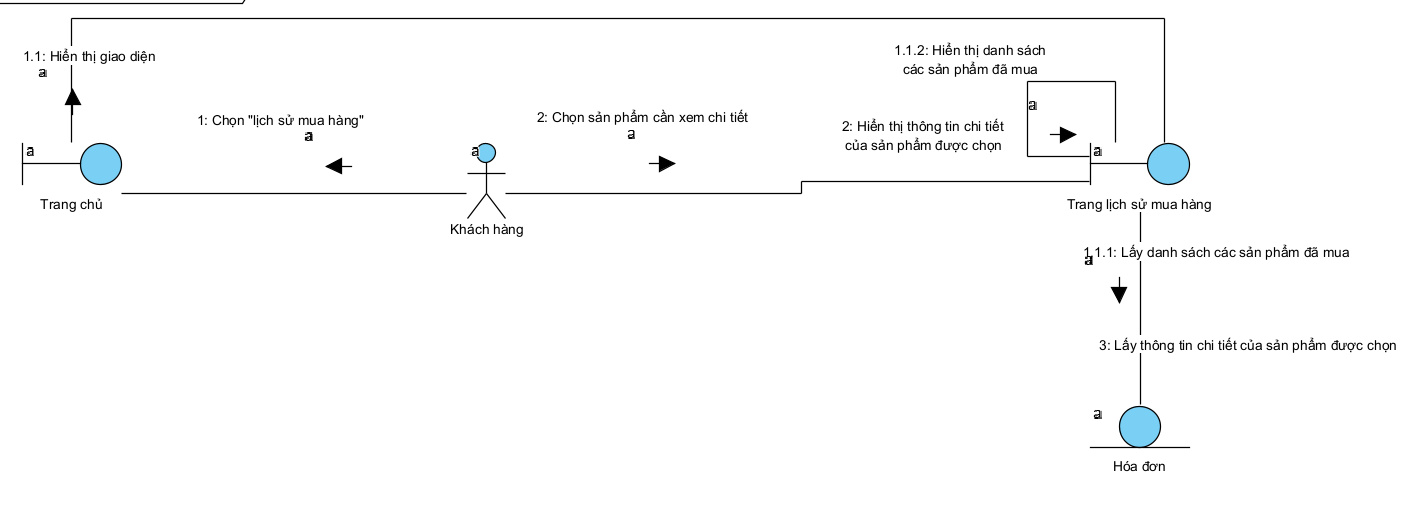 1.1: Hiển thị giao diện
a
1.1.2: Hiển thị danh sách
các sản phẩm đã mua
a
1: Chọn "lịch sử mua hàng"
a
2: Chọn sản phẩm cần xem chi tiết
a
2: Hiển thị thông tin chi tiết
của sản phẩm được chọn
a
a
a
Trang chủ
Khách hàng
Trang lịch sử mua hàng
1.1.1: Lấy danh sách các sản phẩm đã mua
a
3: Lấy thông tin chi tiết của sản phẩm được chọn
a
Hóa đơn